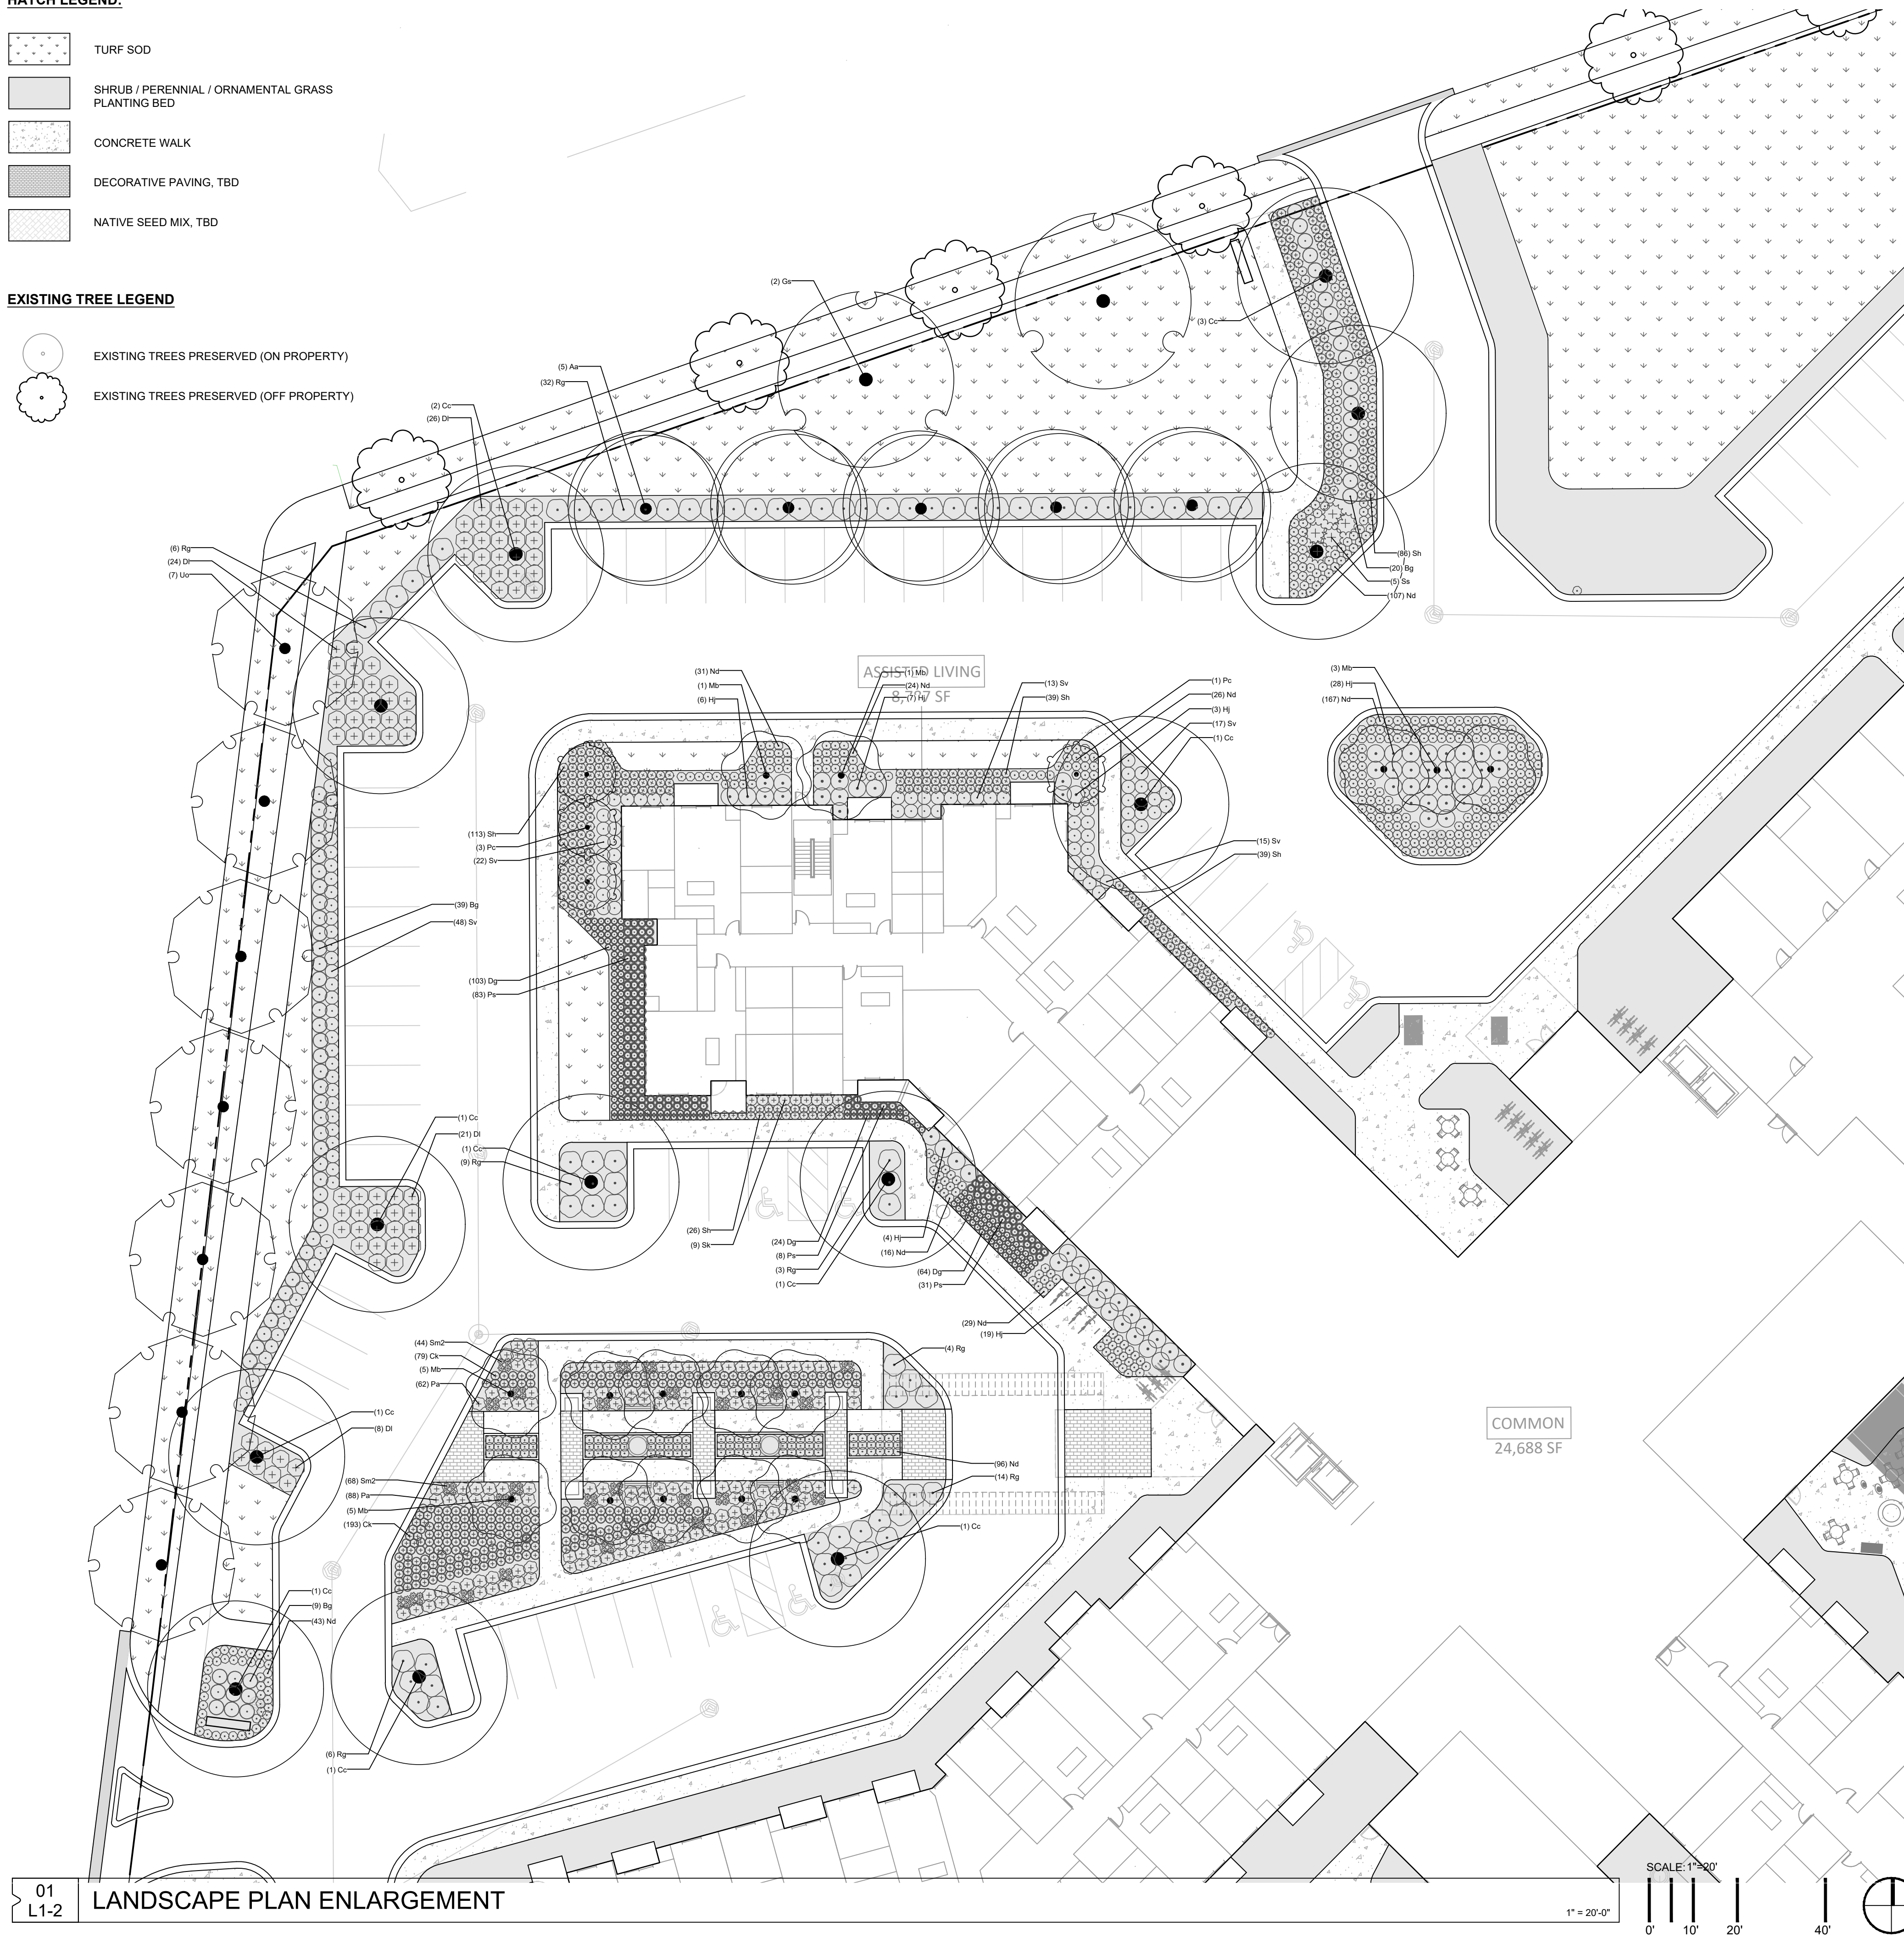 HATCH LEGEND:
TURF SOD
SHRUB / PERENNIAL / ORNAMENTAL GRASS
PLANTING BED
CONCRETE WALK
DECORATIVE PAVING, TBD
NATIVE SEED MIX, TBD
EXISTING TREE LEGEND
EXISTING TREES PRESERVED (ON PROPERTY)
EXISTING TREES PRESERVED (OFF PROPERTY)
(2) Gs
(3) Cc
(5) Aa
(32) Rg
(2) Cc
(26) Dl
(6) Rg
(24) Dl
(7) Uo
(86) Sh
(20) Bg
(5) Ss
(107) Nd
ASSISTED LIVING
8,797 SF
(31) Nd
(1) Mb
(6) Hj
(1) Mb
(24) Nd
(7) Hj
(13) Sv
(39) Sh
(1) Pc
(26) Nd
(3) Hj
(17) Sv
(1) Cc
(3) Mb
(28) Hj
(167) Nd
(113) Sh
(3) Pc
(22) Sv
(15) Sv
(39) Sh
(39) Bg
(48) Sv
(103) Dg
(83) Ps
(1) Cc
(21) Dl
(1) Cc
(9) Rg
(26) Sh
(9) Sk
(24) Dg
(8) Ps
(3) Rg
(1) Cc
(4) Hj
(16) Nd
(64) Dg
(31) Ps
(29) Nd
(19) Hj
(44) Sm2
(79) Ck
(5) Mb
(62) Pa
(4) Rg
(1) Cc
(8) Dl
(96) Nd
(14) Rg
(68) Sm2
(88) Pa
(5) Mb
(193) Ck
(1) Cc
(1) Cc
(9) Bg
(43) Nd
(6) Rg
(1) Cc
COMMON
24,688 SF
01
L1-2
LANDSCAPE PLAN ENLARGEMENT
1" = 20'-0"
SCALE: 1"=20'
0' 10' 20' 40'